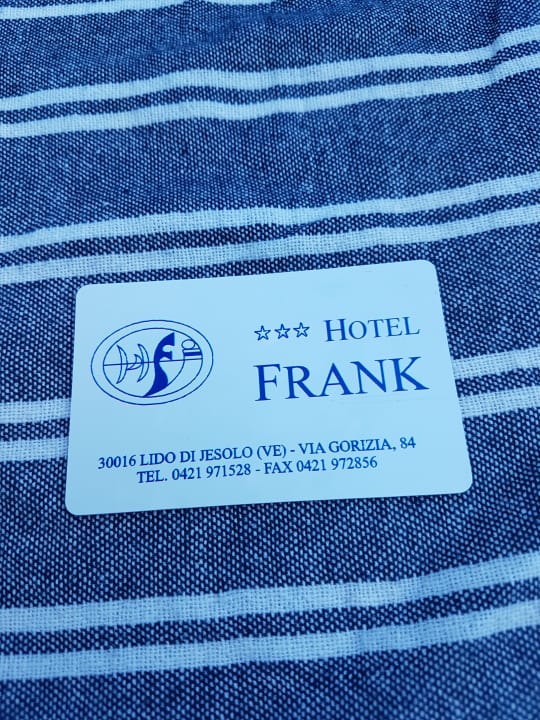 ☆☆☆ HOTEL
FRANK
30016 LIDO DI JESOLO (VE) - VIA GORIZIA, 84
TEL. 0421 971528 - FAX 0421 972856